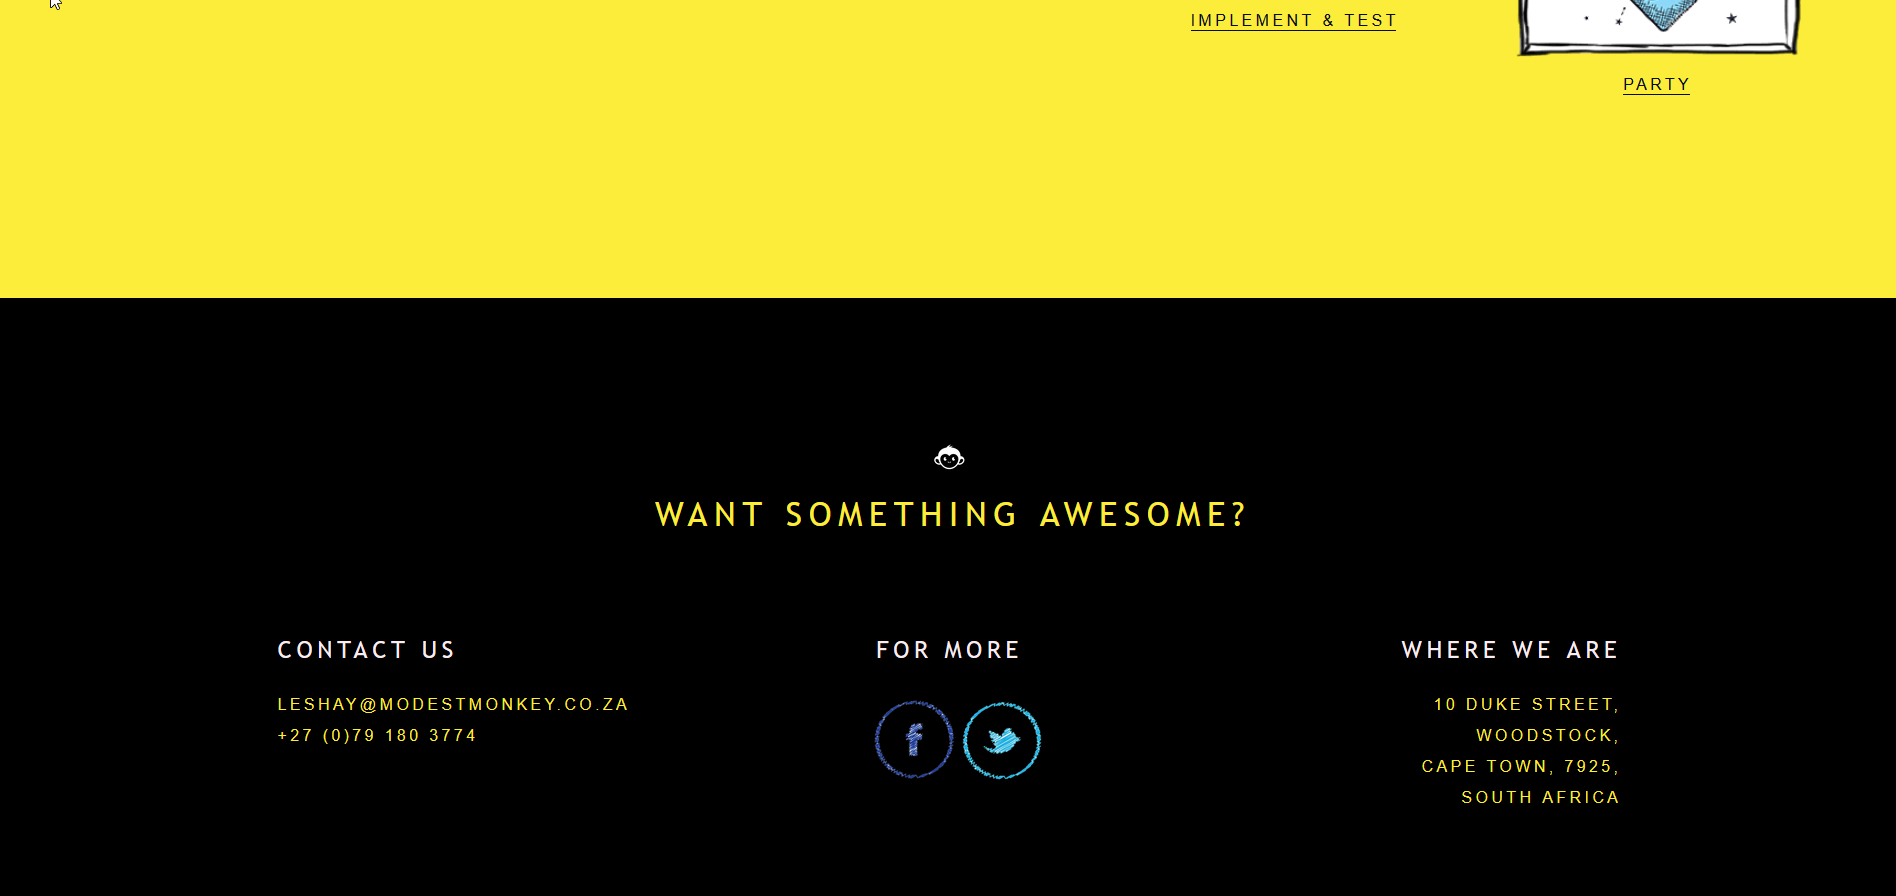 IMPLEMENT & TEST
PARTY
WANT SOMETHING AWESOME?
CONTACT US
LESHAY@MODESTMONKEY.CO.ZA
+27 (0)79 180 3774
FOR MORE
WHERE WE ARE
10 DUKE STREET,
WOODSTOCK,
CAPE TOWN, 7925,
SOUTH AFRICA